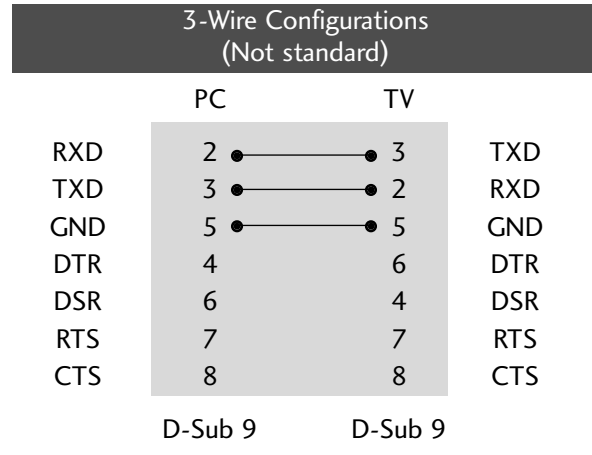 3-Wire Configurations
(Not standard)
PC TV
RXD 2 3 TXD
TXD 3 2 RXD
GND 5 5 GND
DTR 4 6 DTR
DSR 6 4 DSR
RTS 7 7 RTS
CTS 8 8 CTS
D-Sub 9 D-Sub 9